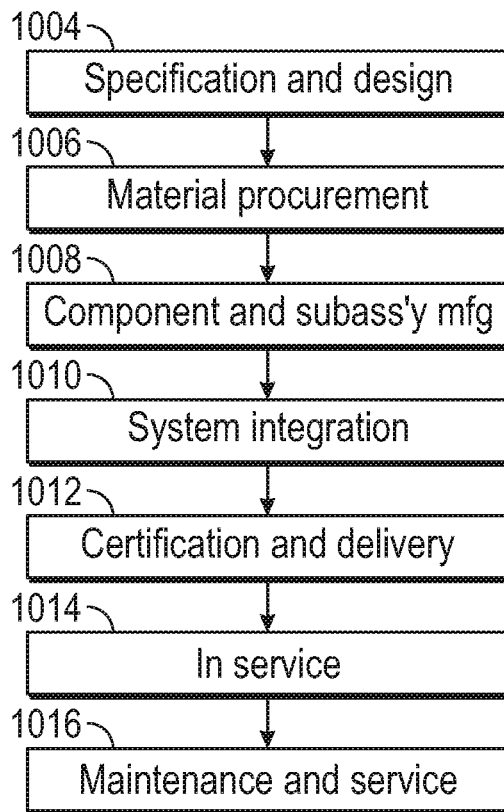 1004
Specification and design
1006
Material procurement
1008
Component and subass'y mfg
1010
System integration
1012
Certification and delivery
1014
In service
1016
Maintenance and service